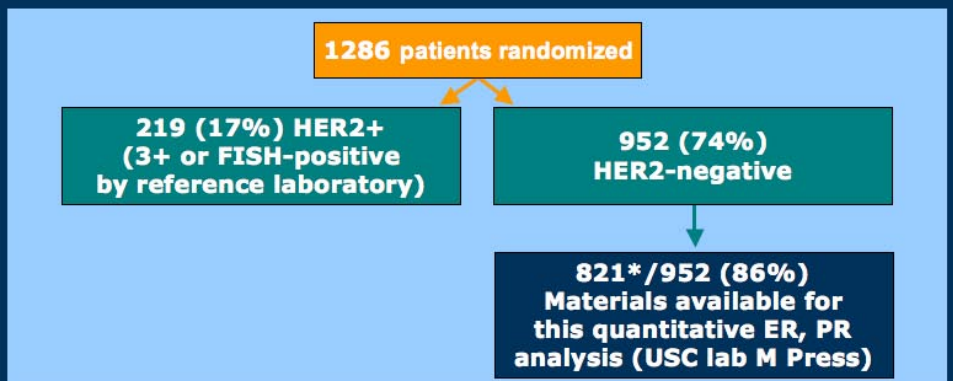 1286 patients randomized
219 (17%) HER2+
(3+ or FISH-positive
by reference laboratory)
952 (74%)
HER2-negative
821*/952 (86%)
Materials available for
this quantitative ER, PR
analysis (USC lab M Press)